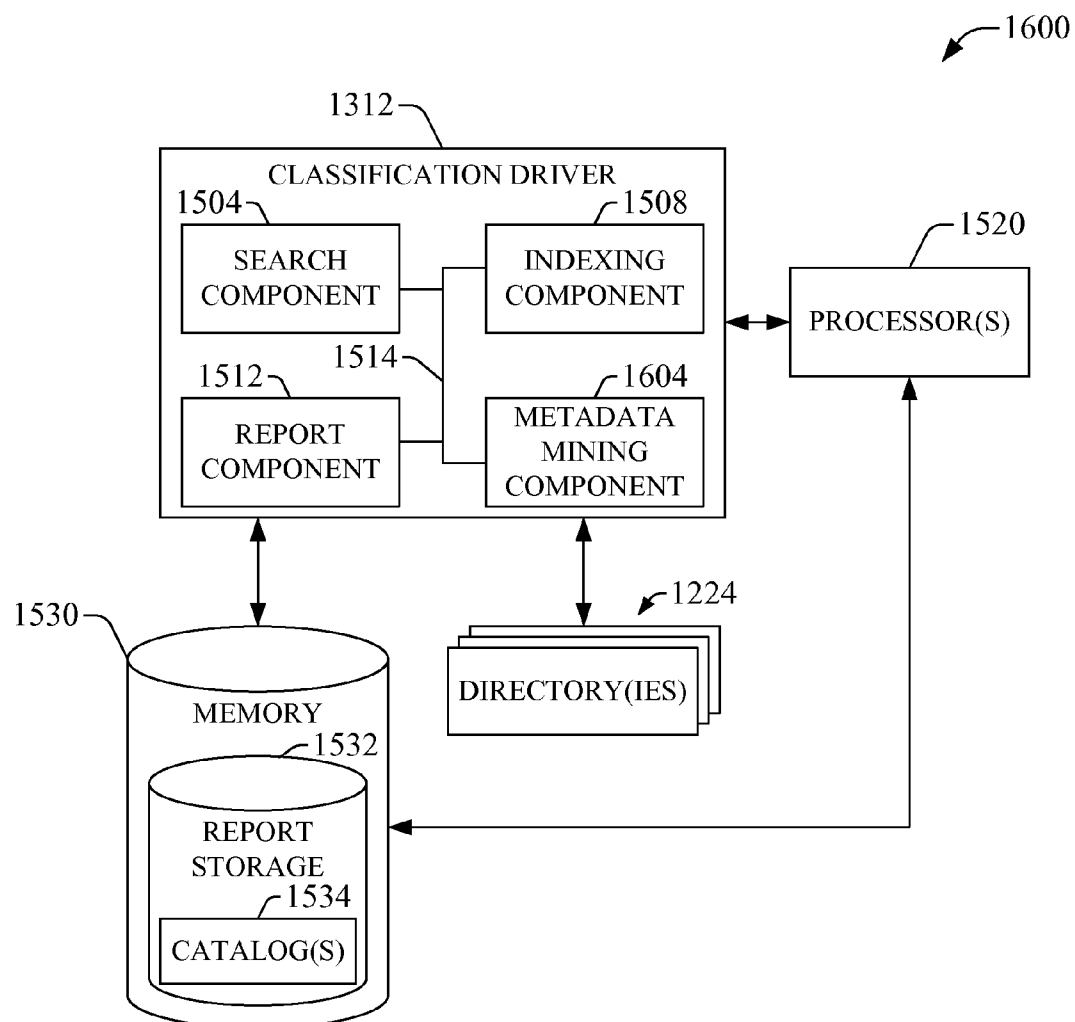 1600
1312
CLASSIFICATION DRIVER
1504
1508
SEARCH
COMPONENT
INDEXING
COMPONENT
1520
PROCESSOR(S)
1514
1512
1604
REPORT
COMPONENT
METADATA
MINING
COMPONENT
1530
1224
DIRECTORY(IES)
MEMORY
1532
REPORT
STORAGE
1534
CATALOG(S)